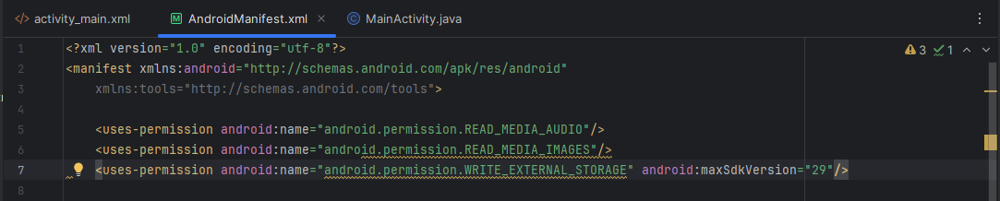 activity_main.xml AndroidManifest.xml MainActivity.java
1 <?xml version="1.0" encoding="utf-8"?> 3 1
2 <manifest xmlns:android="http://schemas.android.com/apk/res/android"
3 xmlns:tools="http://schemas.android.com/tools">
4
5 <uses-permission android:name="android.permission.READ_MEDIA_AUDIO"/>
6 <uses-permission android:name="android.permission.READ_MEDIA_IMAGES"/>
7 <uses-permission android:name="android.permission.WRITE_EXTERNAL_STORAGE" android:maxSdkVersion="29"/>
8